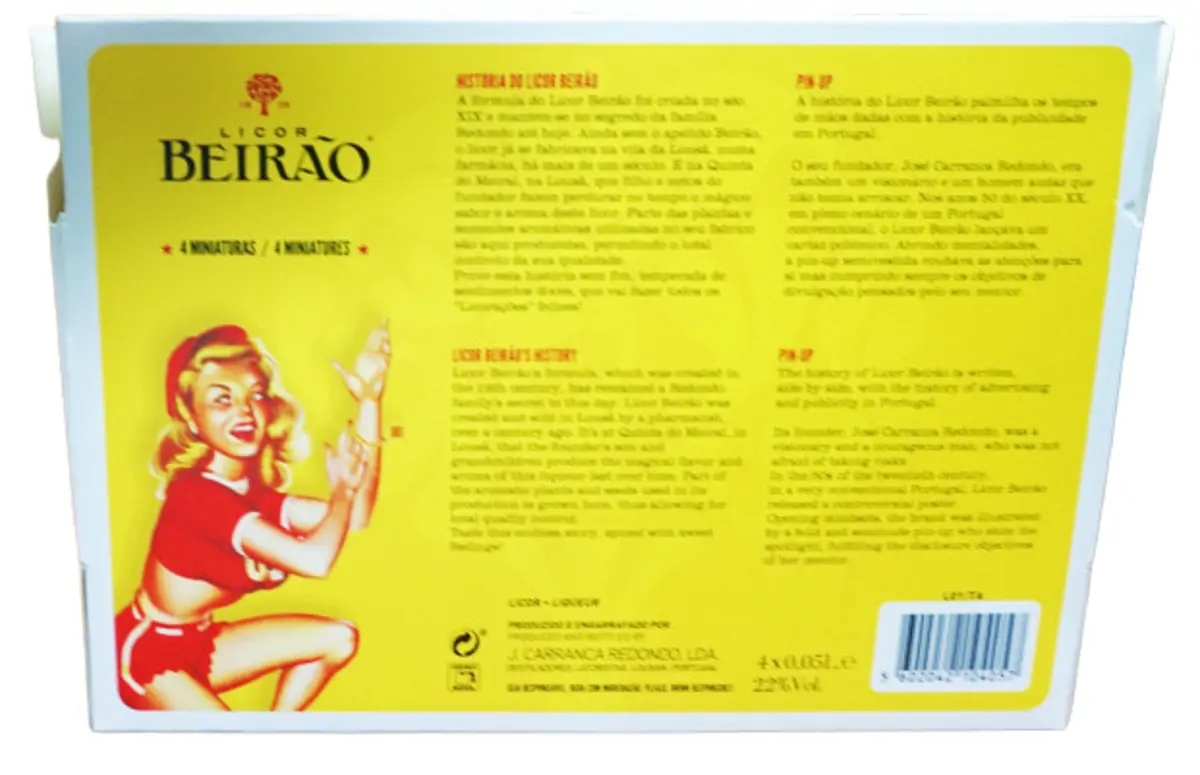 LICOR
BEIRÃO
4 MINIATURAS / 4 MINIATURES
HISTÓRIA DO LICOR BEIRÃO
A fórmula do Licor Beirão foi criada no séc.
XIX e mantém-se no segredo da família
Redondo até hoje. Ainda sem o apelido Beirão,
o licor já se fabricava na vila da Lousã, numa
farmácia, há mais de um século. É na Quinta
do Meiral, na Lousã, que filho e netos do
fundador fazem perdurar no tempo o mágico
sabor e aroma deste licor. Parte das plantas e
sementes aromáticas utilizadas no seu fabrico
são aqui produzidas, permitindo o total
controlo da sua qualidade.
Prove esta história sem fim, temperada de
sentimentos doces, que vai fazer todos os
PIN-UP
A história do Licor Beirão palmilha os tempos
de mãos dadas com a história da publicidade
em Portugal.
O seu fundador, José Carranca Redondo, era
também um visionário e um homem audaz que
não temia arriscar. Nos anos 50 do século XX,
em pleno cenário de um Portugal
convencional, o Licor Beirão lançava um
cartaz polémico. Abrindo mentalidades,
a pin-up semivestida roubava as atenções para
si mas cumprindo sempre os objetivos de
divulgação pensados pelo seu mentor.
LICOR BEIRÃO'S HISTORY
Licor Beirão's formula, which was created in
the 19th century, has remained a Redondo
family's secret to this day. Licor Beirão was
created and sold in Lousã by a pharmacist,
over a century ago. It's at Quinta do Meiral, in
Lousã, that the founder's son and
grandchildren produce the magical flavor and
aroma of this liqueur last over time. Part of
the aromatic plants and seeds used in its
production is grown here, thus allowing for
total quality control.
Taste this endless story, spiced with sweet
feelings!
PIN-UP
The history of Licor Beirão is written,
side by side, with the history of advertising
and publicity in Portugal.
Its founder, José Carranca Redondo, was a
visionary and a courageous man, who was not
afraid of taking risks.
In the 50s of the twentieth century,
in a very conventional Portugal, Licor Beirão
released a controversial poster.
Opening mindsets, the brand was illustrated
by a bold and seminude pin-up who stole the
spotlight, fulfilling the disclosure objectives
of her mentor.
LICOR - LIQUEUR
PRODUZIDO E ENGARRAFADO POR
PRODUCED AND BOTTLED BY
J. CARRANCA REDONDO, LDA.
4 x 0,05L e
22% Vol.